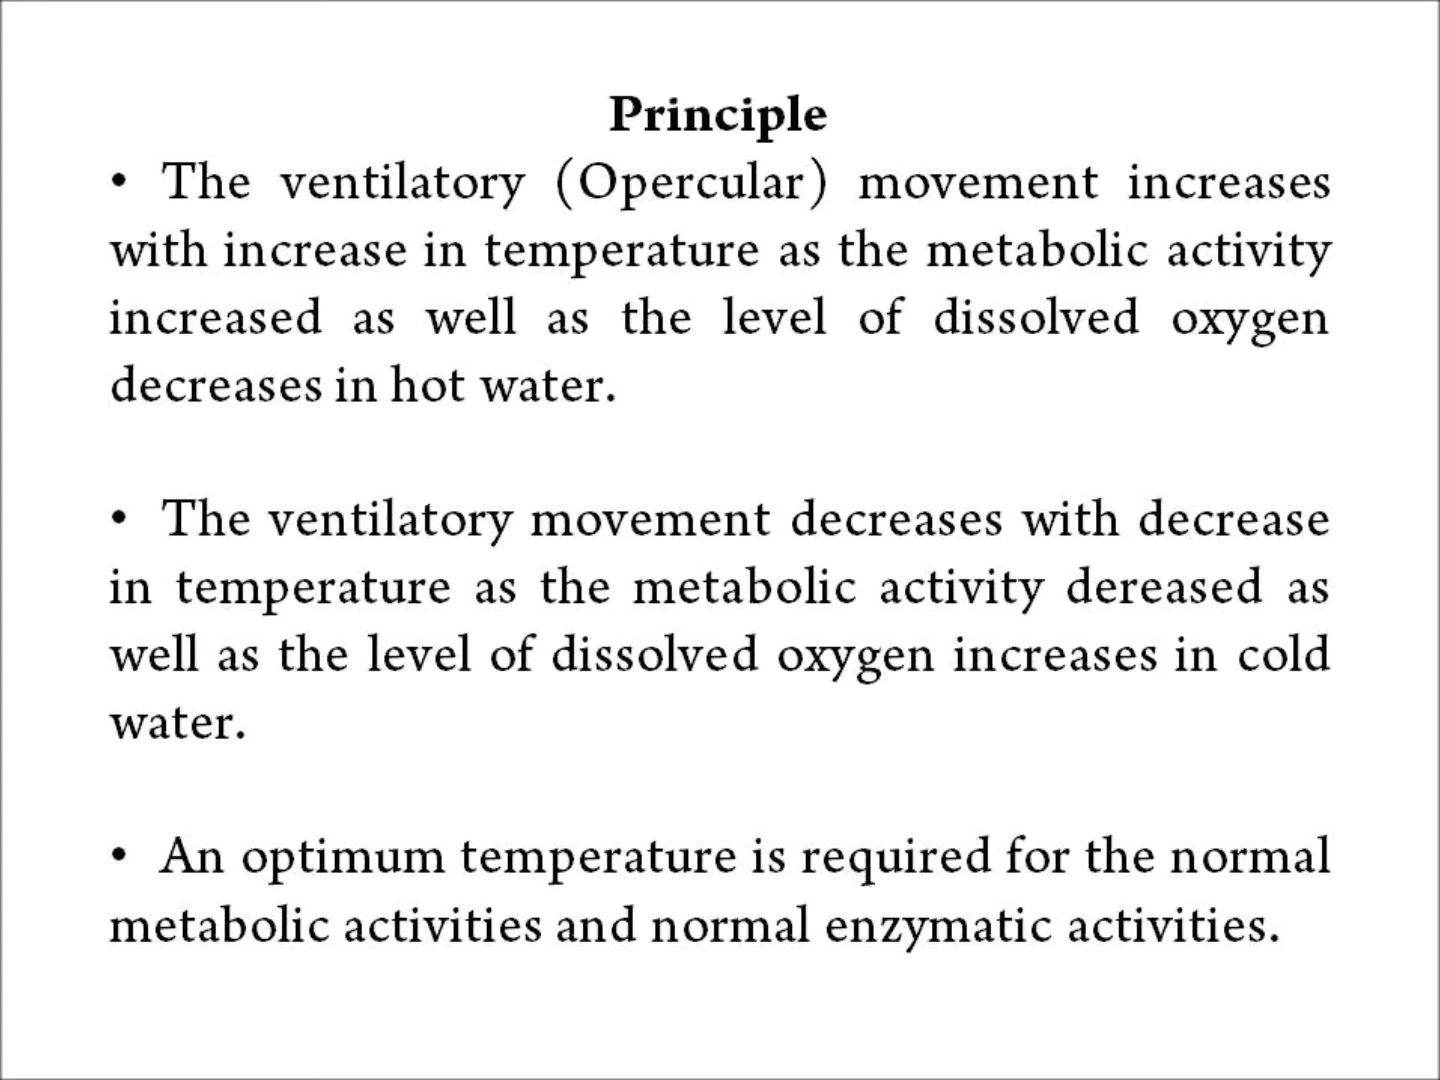 Principle
• The ventilatory (Opercular) movement increases
with increase in temperature as the metabolic activity
increased as well as the level of dissolved oxygen
decreases in hot water.
• The ventilatory movement decreases with decrease
in temperature as the metabolic activity dereased as
well as the level of dissolved oxygen increases in cold
water.
• An optimum temperature is required for the normal
metabolic activities and normal enzymatic activities.